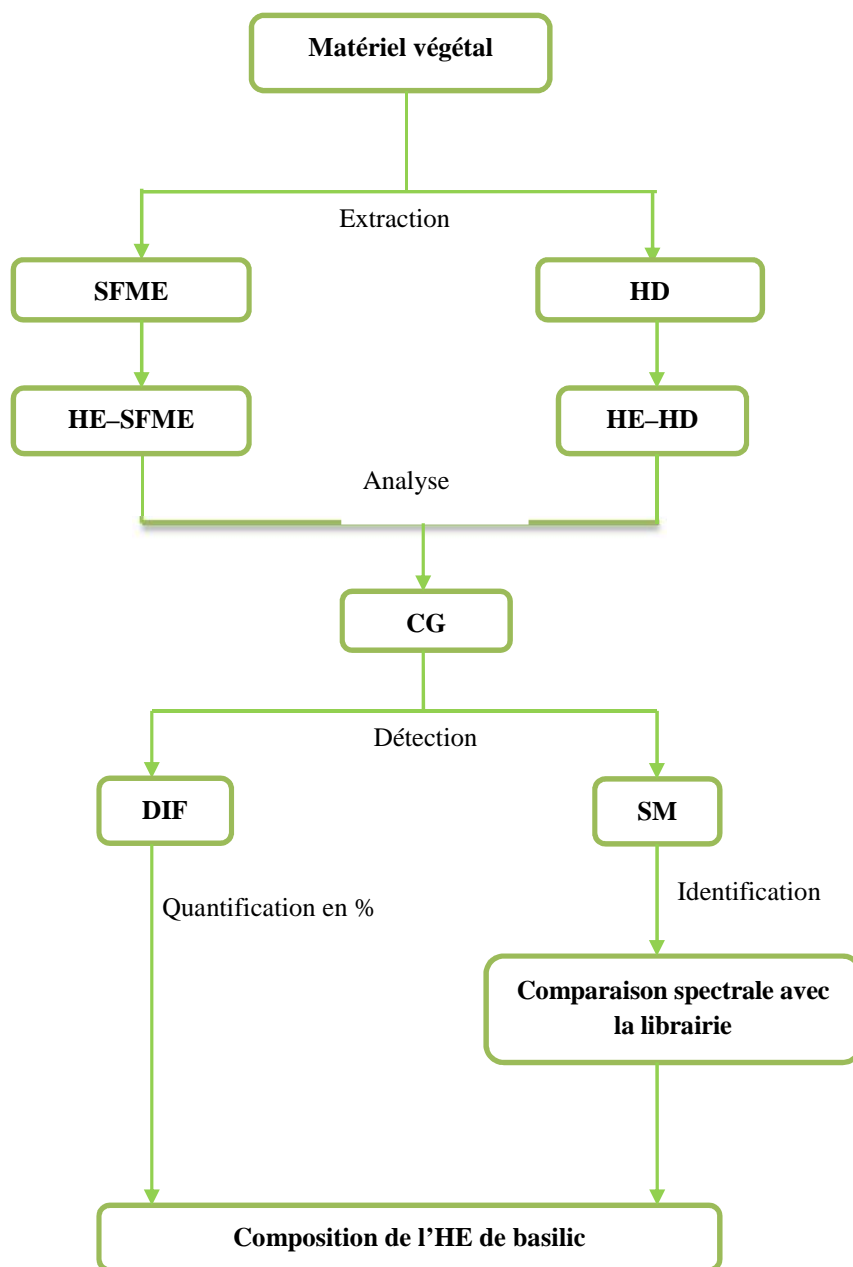 Matériel végétal
Extraction
SFME
HD
HE–SFME
HE–HD
Analyse
CG
Détection
DIF
SM
Quantification en %
Identification
Comparaison spectrale avec
la librairie
Composition de l’HE de basilic